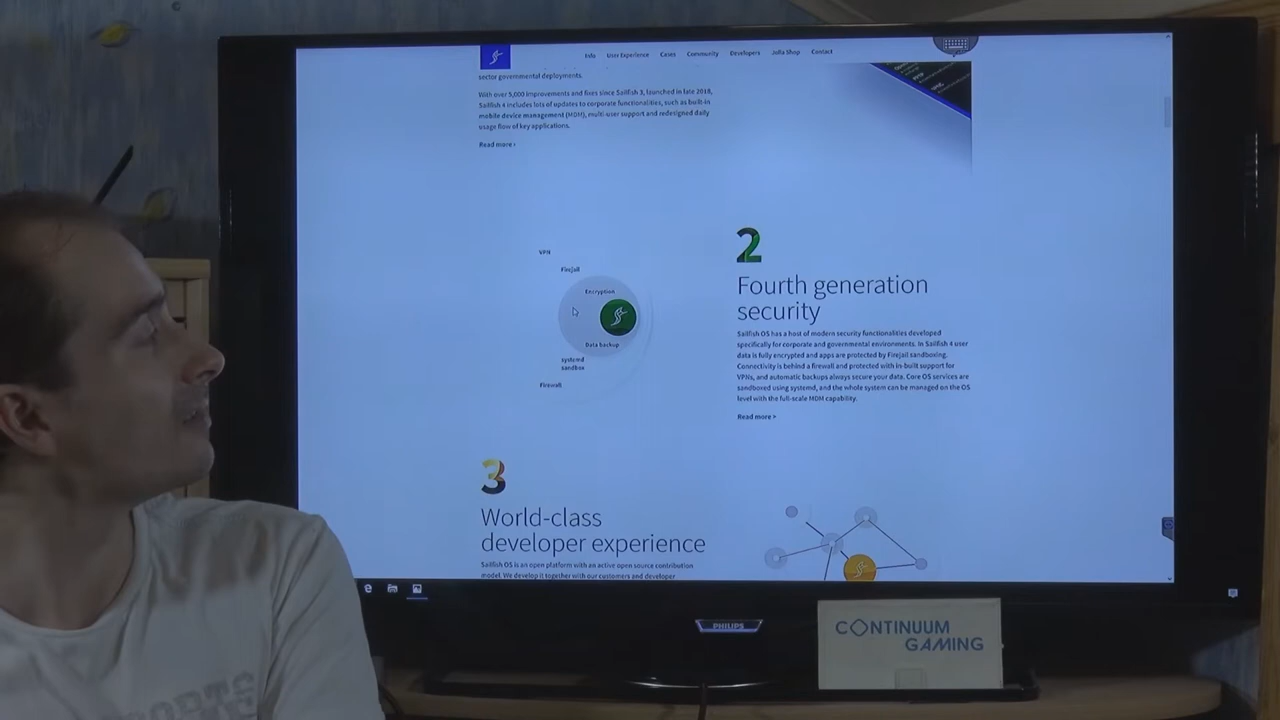 Info User Experience Cases Community Developers Jolla Shop Contact
sector governmental deployments.
With over 5,000 improvements and fixes since Sailfish 3, launched in late 2018,
Sailfish 4 includes lots of updates to corporate functionalities, such as built-in
mobile device management (MDM), multi-user support and redesigned daily
usage flow of key applications.
Read more ›
VPN
Firejail
Encryption
Data backup
systemd
sandbox
Firewall
2
Fourth generation
security
Sailfish OS has a host of modern security functionalities developed
specifically for corporate and governmental environments. In Sailfish 4 user
data is fully encrypted and apps are protected by Firejail sandboxing.
Connectivity is behind a firewall and protected with in-built support for
VPNs, and automatic backups always secure your data. Core OS services are
sandboxed using systemd, and the whole system can be managed on the OS
level with the full-scale MDM capability.
Read more >
3
World-class
developer experience
Sailfish OS is an open platform with an active open source contribution
model. We develop it together with our customers and developer
PHILIPS
CONTINUUM
GAMING